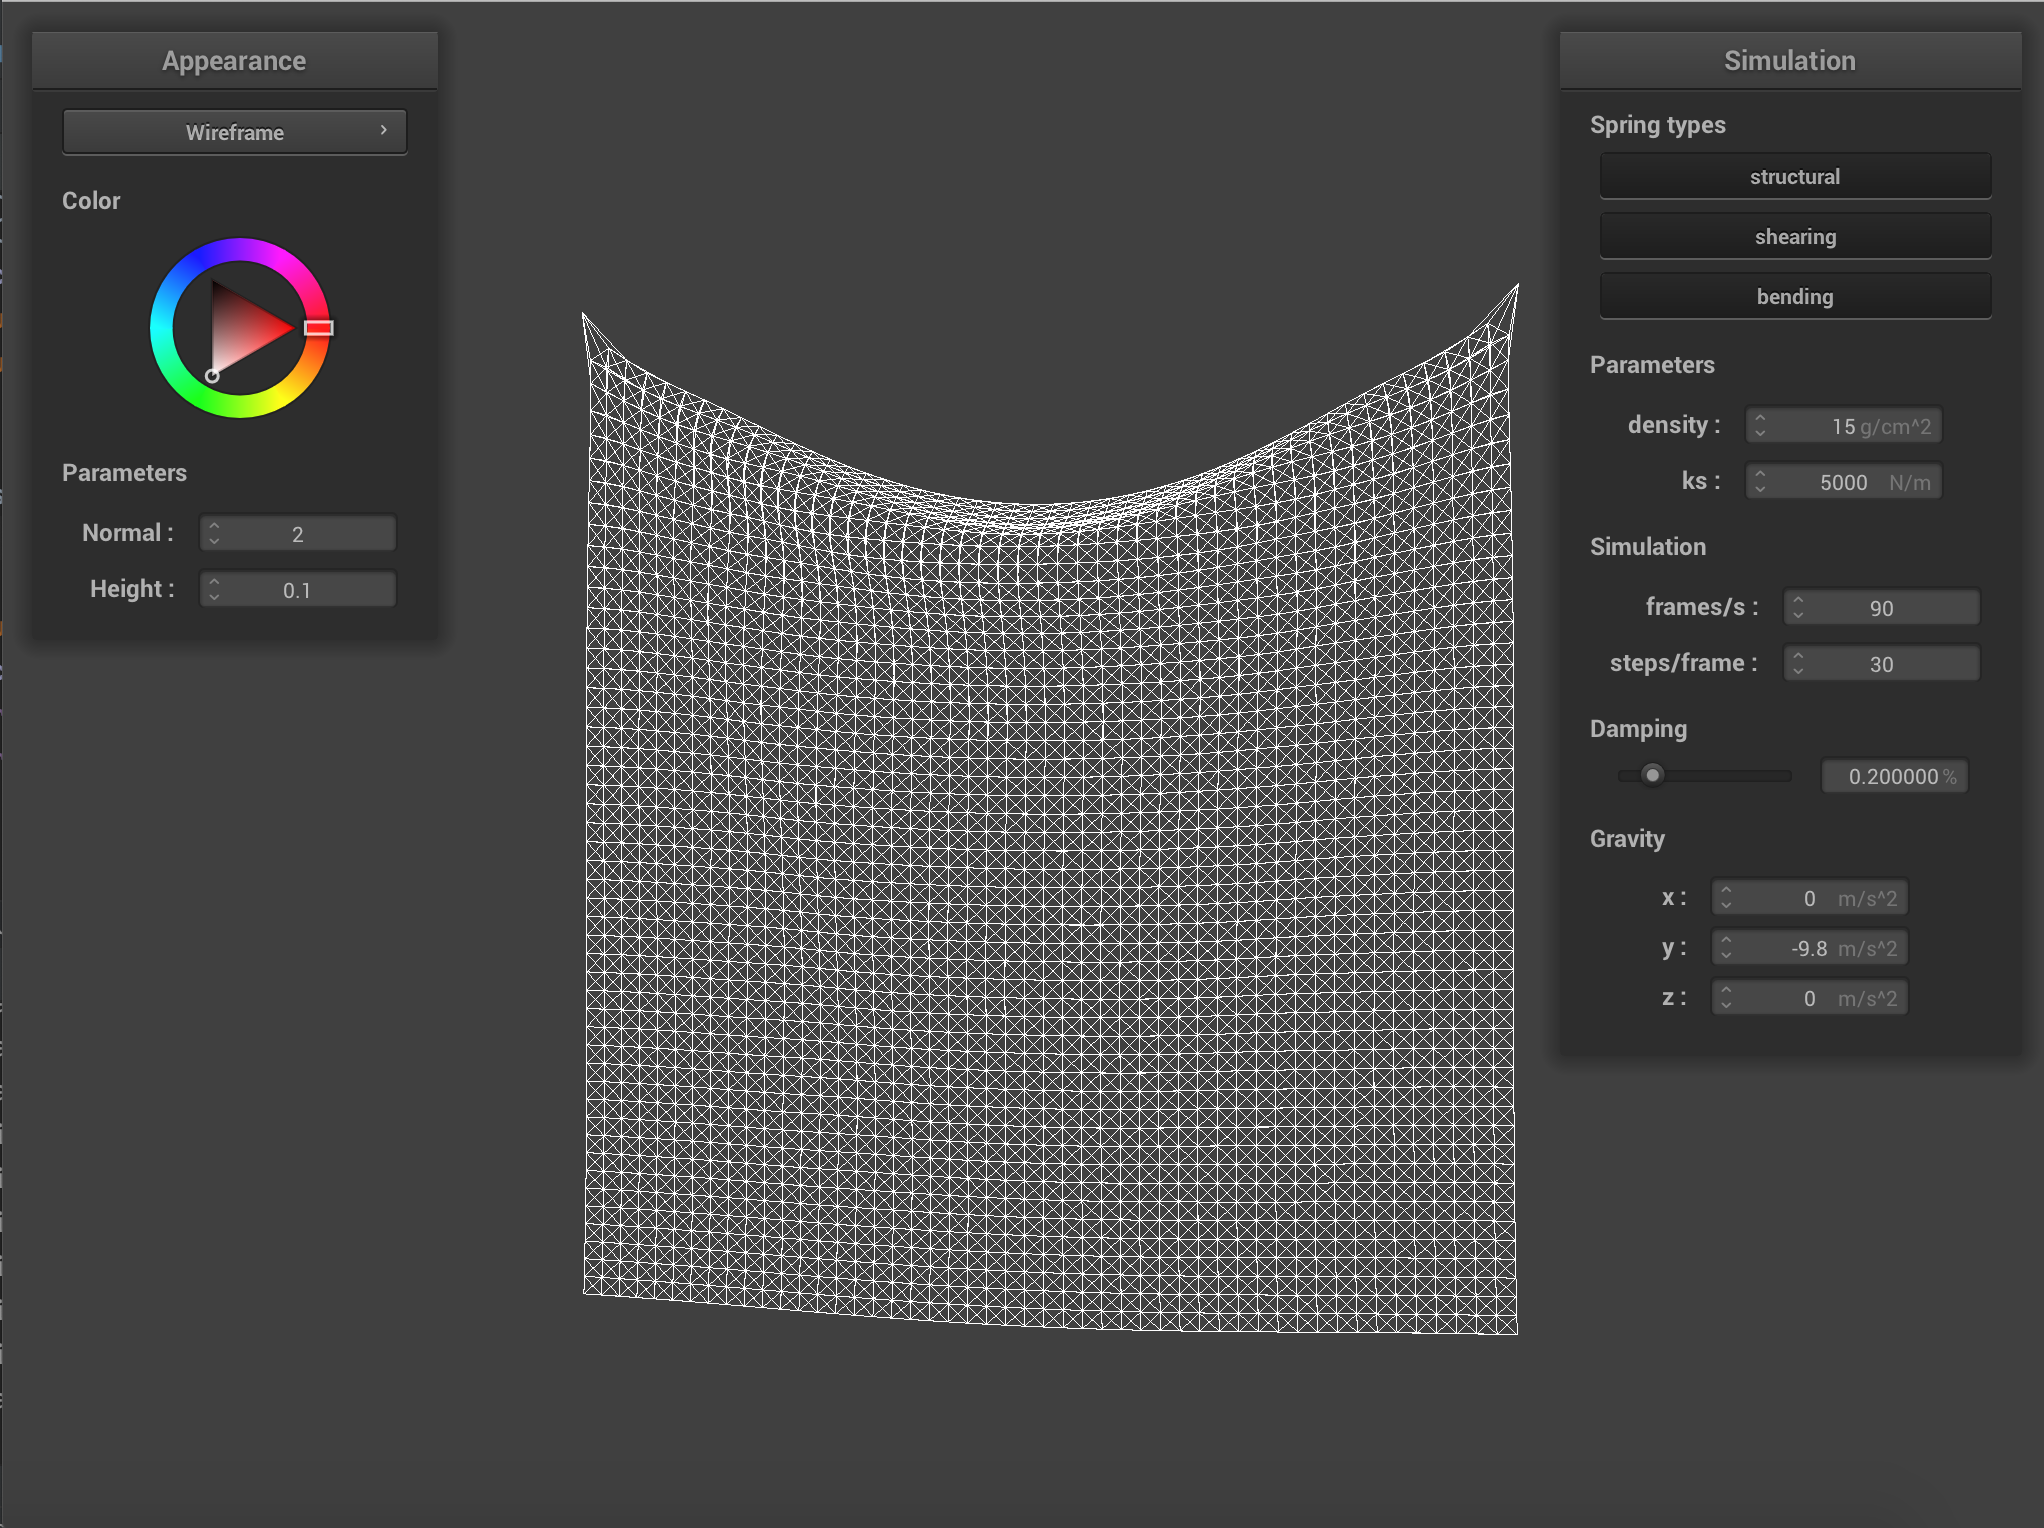 Appearance
Wireframe
Color
Parameters
Normal : 2
Height : 0.1
Simulation
Spring types
structural
shearing
bending
Parameters
density : 15 g/cm^2
ks : 5000 N/m
Simulation
frames/s : 90
steps/frame : 30
Damping
0.200000 %
Gravity
x : 0 m/s^2
y : -9.8 m/s^2
z : 0 m/s^2